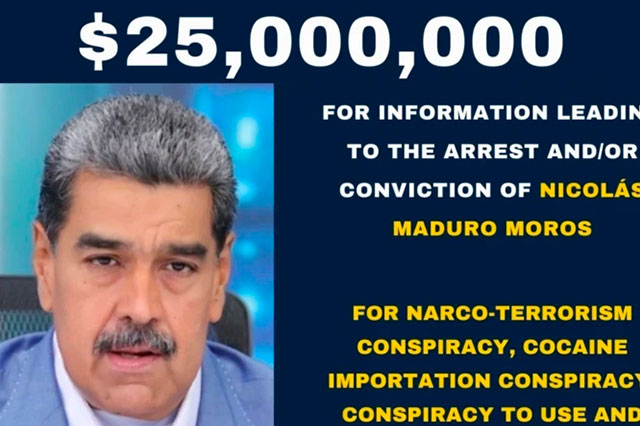 $25,000,000
FOR INFORMATION LEADIN
TO THE ARREST AND/OR
CONVICTION OF NICOLÁS
MADURO MOROS
FOR NARCO-TERRORISM
CONSPIRACY, COCAINE
IMPORTATION CONSPIRACY
CONSPIRACY TO USE AND